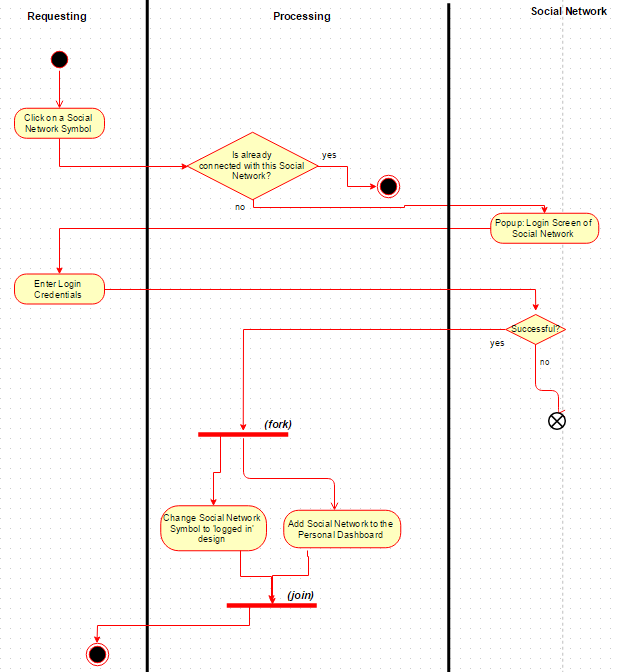 Requesting
Processing
Social Network
Click on a Social
Network Symbol
Is already
connected with this Social
Network?
yes
no
Popup: Login Screen of
Social Network
Enter Login
Credentials
Successful?
yes
no
(fork)
Change Social Network
Symbol to 'logged in'
design
Add Social Network to the
Personal Dashboard
(join)